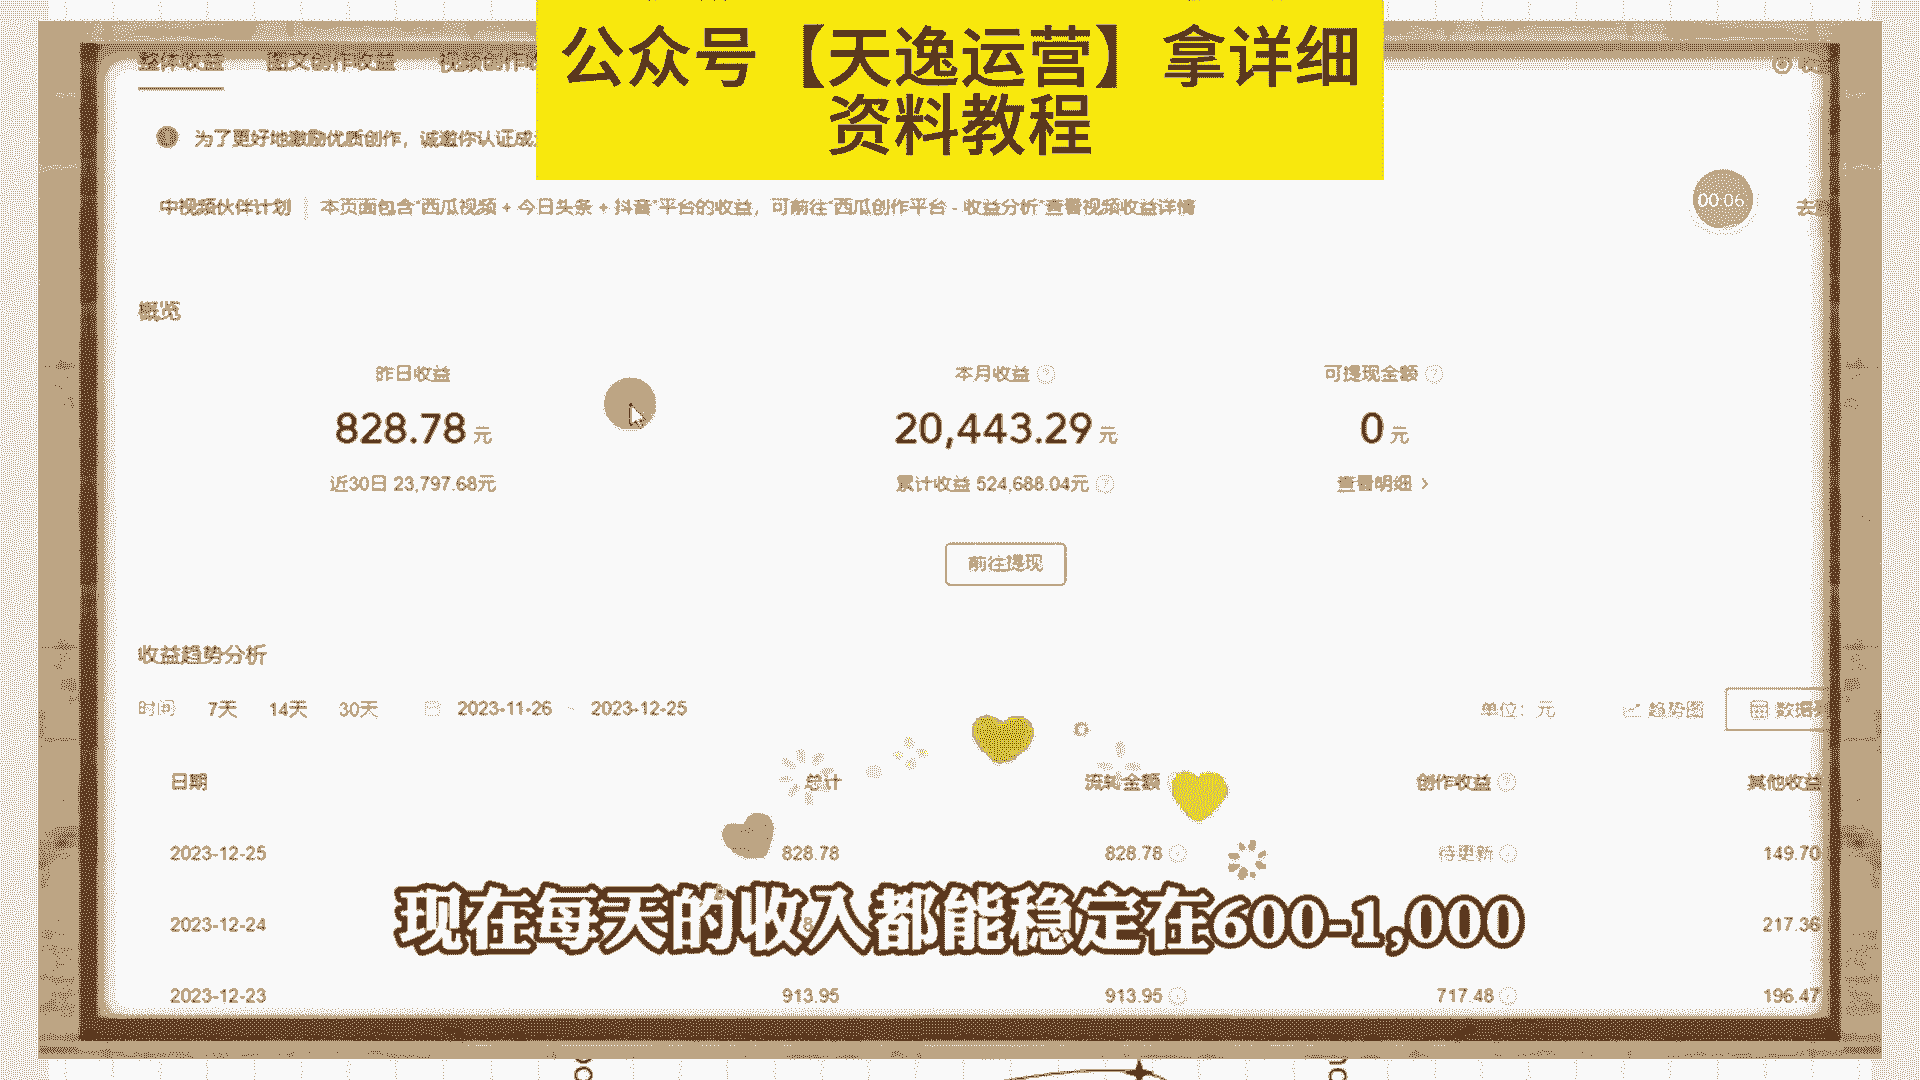 公众号【天逸运营】拿详细
资料教程
整体收益 图文创作收益 视频创作收
为了更好地激励优质创作，诚邀你认证成
中视频伙伴计划 本页面包含"西瓜视频 + 今日头条 + 抖音"平台的收益，可前往"西瓜创作平台 - 收益分析"查看视频收益详情
00:06
去
概览
昨日收益 本月收益 可提现金额
828.78 元 20,443.29 元 0 元
近30日 23,797.68元 累计收益 524,688.04元 查看明细 >
前往提现
收益趋势分析
时间 7天 14天 30天 2023-11-26 - 2023-12-25 单位：元 趋势图 数据
日期 总计 流转金额 创作收益 其他收益
2023-12-25 828.78 828.78 待更新 149.70
现在每天的收入都能稳定在600-1,000
2023-12-24 217.36
2023-12-23 913.95 913.95 717.48 196.47